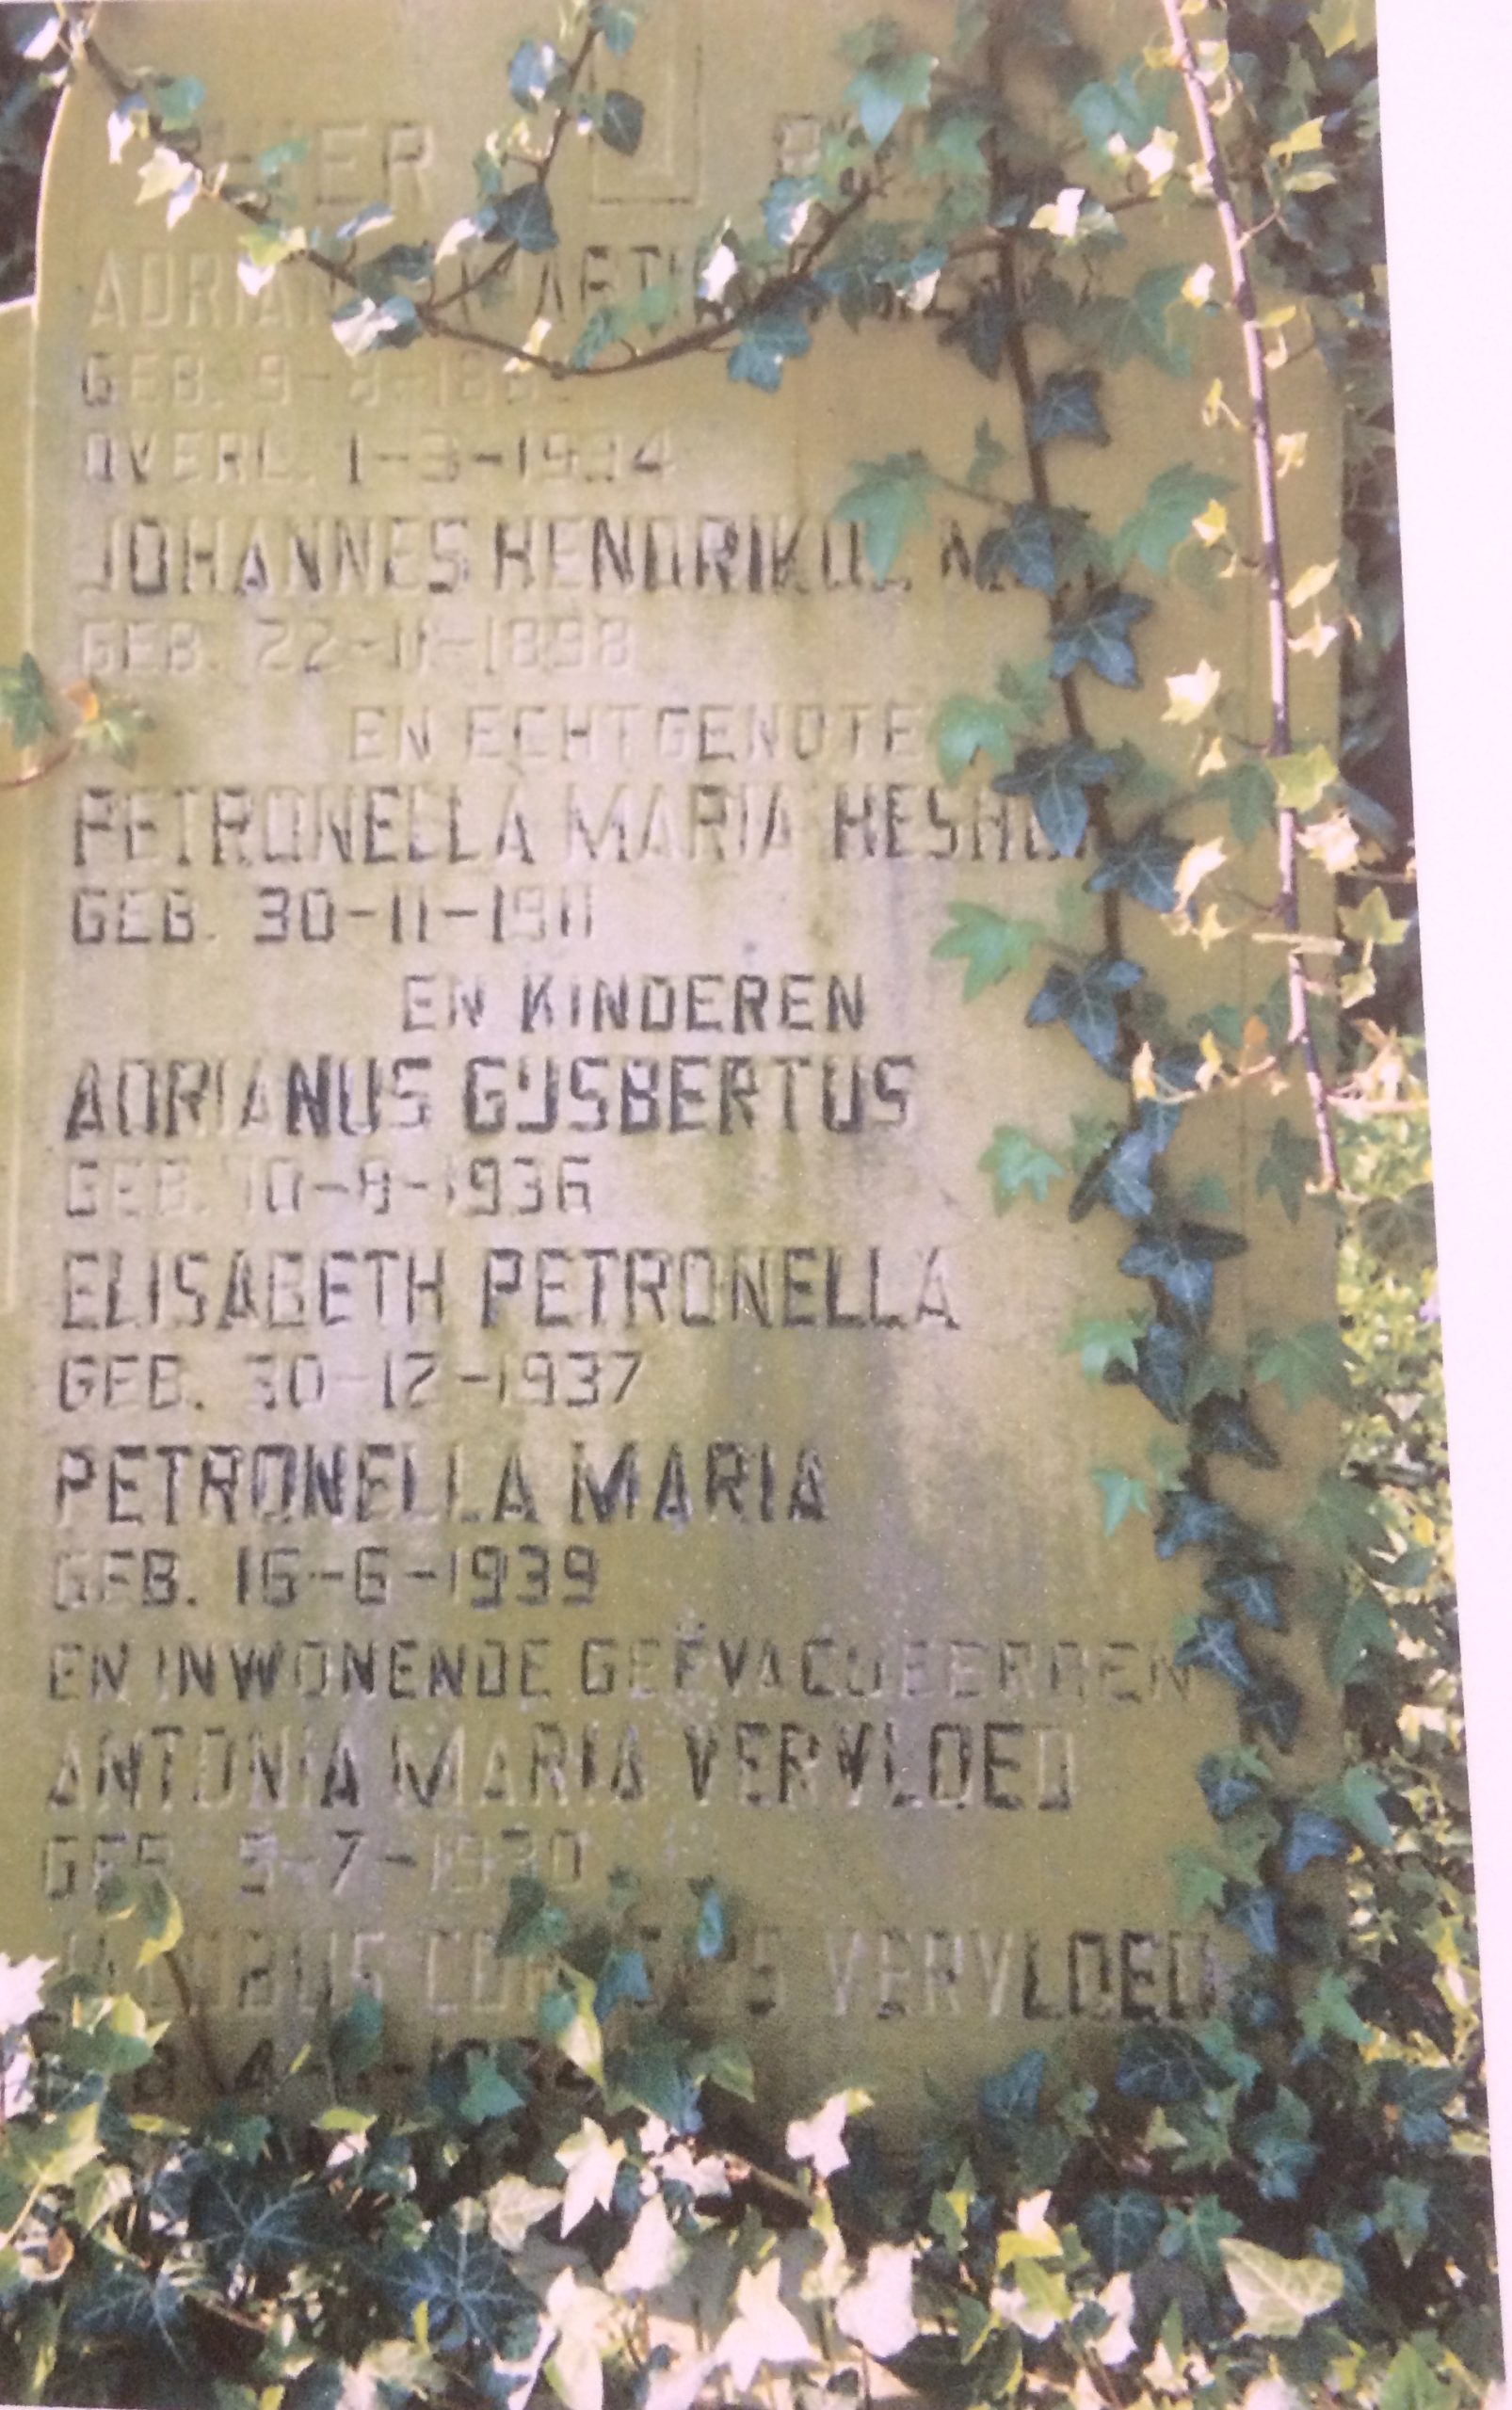 GEB.
OVERL. 1-3-1934
JOHANNES HENDRIKUS
GEB. 22-11-1898
EN ECHTGENOTE
PETRONELLA MARIA
GEB. 30-11-1911
EN KINDEREN
ADRIANUS GIJSBERTUS
GEB. 10-8-1936
ELISABETH PETRONELLA
GEB. 30-12-1937
PETRONELLA MARIA
GEB. 16-6-1939
EN INWONENDE GEËVACUEERDEN
ANTONIA MARIA VERVLOED
GEB. 9-7-1930
VERVLOED